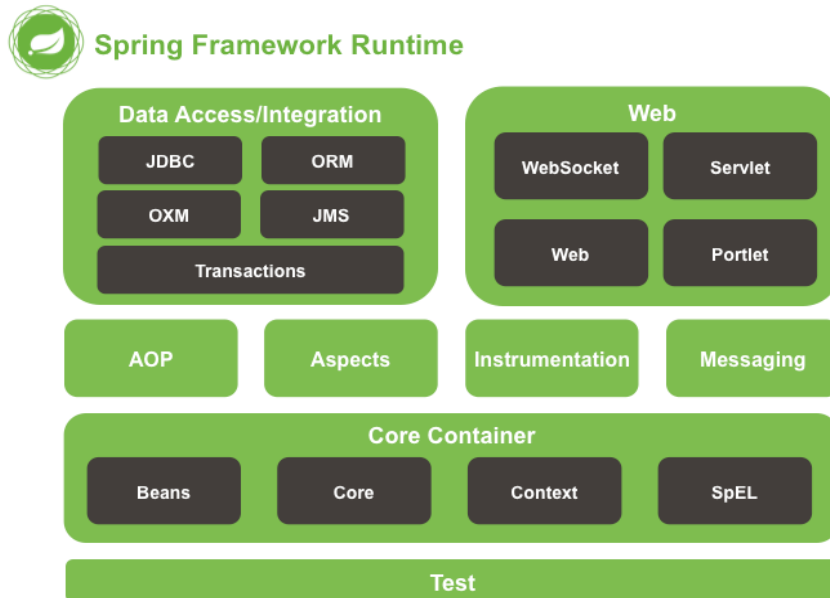 Spring Framework Runtime
Data Access/Integration
JDBC
ORM
OXM
JMS
Transactions
Web
WebSocket
Servlet
Web
Portlet
AOP
Aspects
Instrumentation
Messaging
Core Container
Beans
Core
Context
SpEL
Test